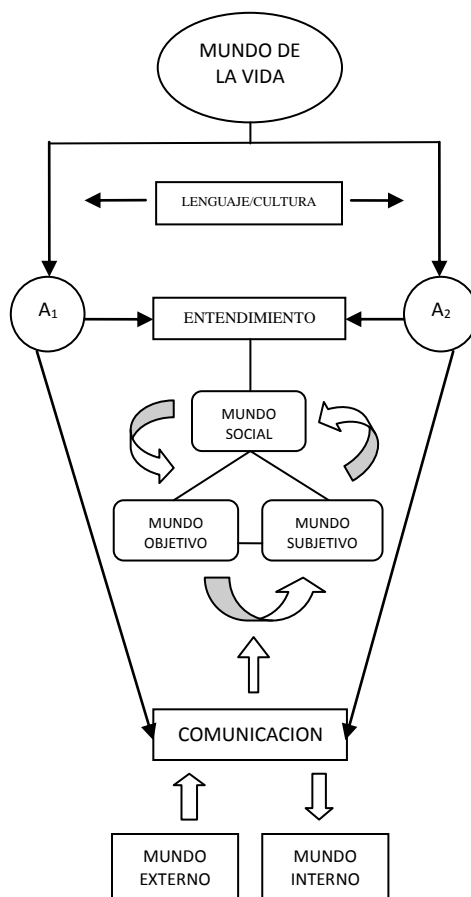 MUNDO DE
LA VIDA
LENGUAJE/CULTURA
A1
ENTENDIMIENTO
A2
MUNDO
SOCIAL
MUNDO
OBJETIVO
MUNDO
SUBJETIVO
COMUNICACION
MUNDO
EXTERNO
MUNDO
INTERNO